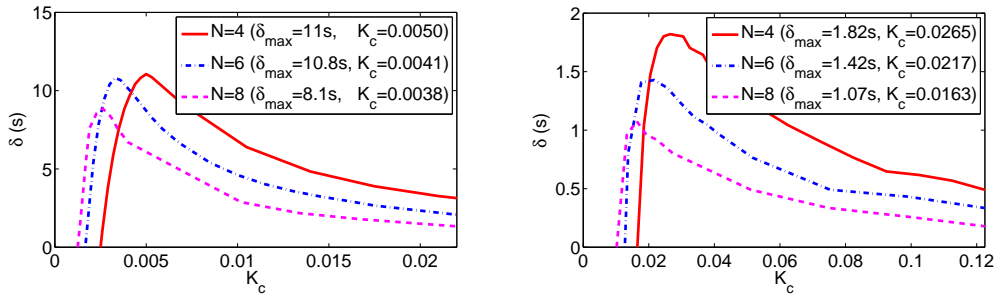 15
10
5
0
δ (s)
N=4 (δmax=11s, Kc=0.0050)
N=6 (δmax=10.8s, Kc=0.0041)
N=8 (δmax=8.1s, Kc=0.0038)
0 0.005 0.01 0.015 0.02
Kc
2
1.5
1
0.5
0
δ (s)
N=4 (δmax=1.82s, Kc=0.0265)
N=6 (δmax=1.42s, Kc=0.0217)
N=8 (δmax=1.07s, Kc=0.0163)
0 0.02 0.04 0.06 0.08 0.1 0.12
Kc